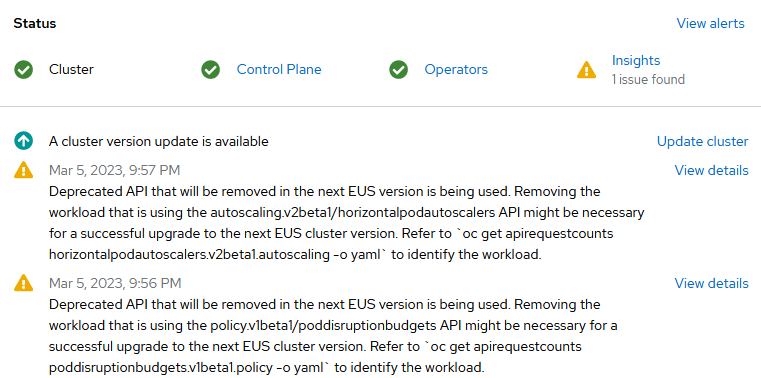 Status
View alerts
Cluster
Control Plane
Operators
Insights
1 issue found
A cluster version update is available
Update cluster
Mar 5, 2023, 9:57 PM
View details
Deprecated API that will be removed in the next EUS version is being used. Removing the
workload that is using the autoscaling.v2beta1/horizontalpodautoscalers API might be necessary
for a successful upgrade to the next EUS cluster version. Refer to `oc get apirequestcounts
horizontalpodautoscalers.v2beta1.autoscaling -o yaml` to identify the workload.
Mar 5, 2023, 9:56 PM
View details
Deprecated API that will be removed in the next EUS version is being used. Removing the
workload that is using the policy.v1beta1/poddisruptionbudgets API might be necessary for a
successful upgrade to the next EUS cluster version. Refer to `oc get apirequestcounts
poddisruptionbudgets.v1beta1.policy -o yaml` to identify the workload.